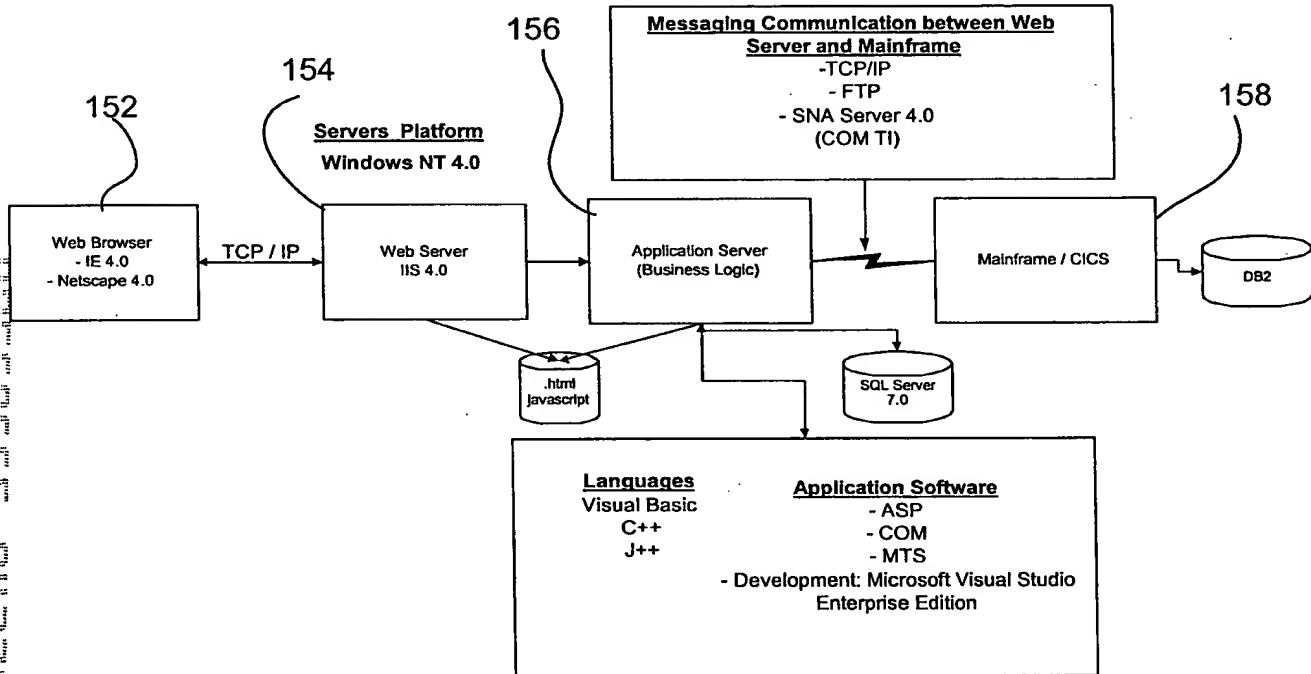 Messaging Communication between Web
Server and Mainframe
-TCP/IP
- FTP
- SNA Server 4.0
(COM TI)
156
154
152
158
Servers Platform
Windows NT 4.0
Web Browser
- IE 4.0
- Netscape 4.0
TCP / IP
Web Server
IIS 4.0
Application Server
(Business Logic)
Mainframe / CICS
DB2
.html
javascript
SQL Server
7.0
Languages
Visual Basic
C++
J++
Application Software
- ASP
- COM
- MTS
- Development: Microsoft Visual Studio
Enterprise Edition